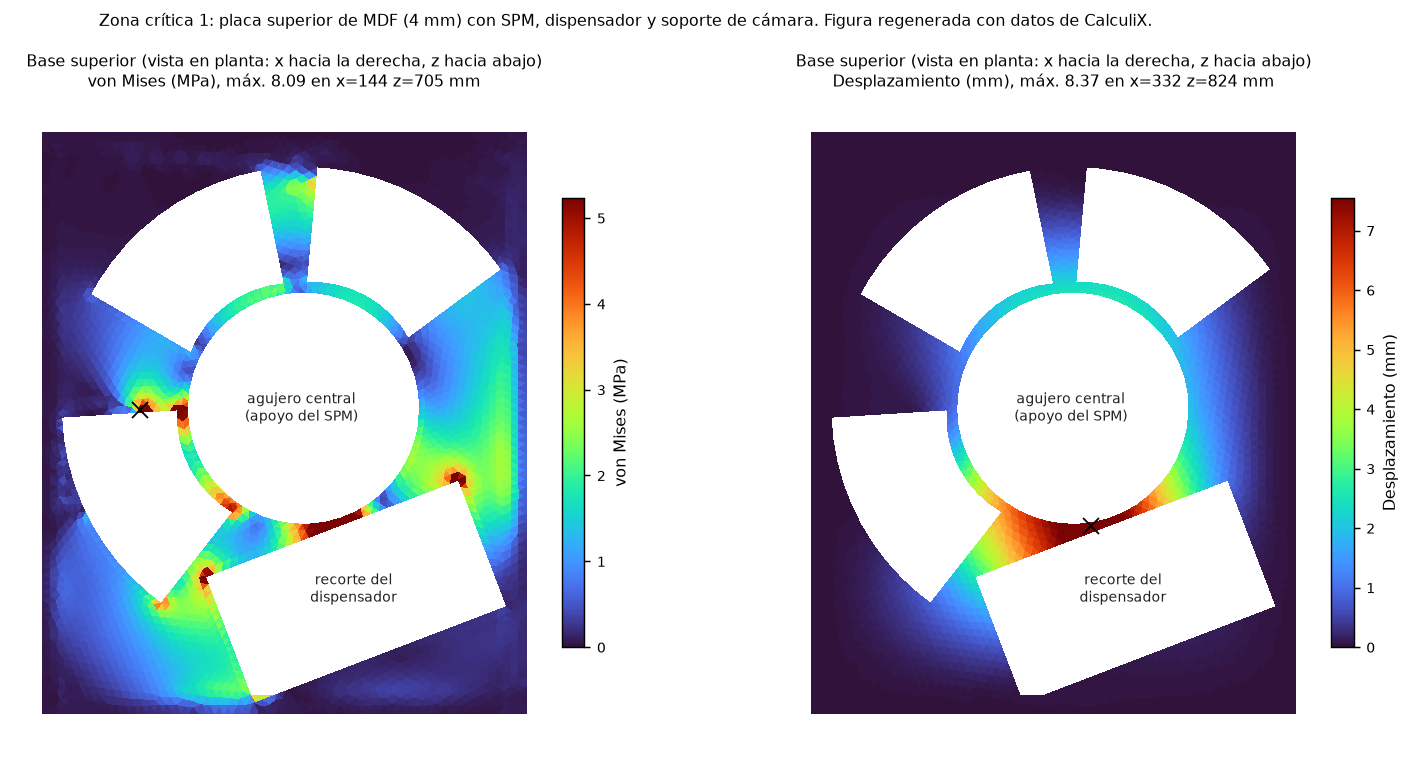 Zona crítica 1: placa superior de MDF (4 mm) con SPM, dispensador y soporte de cámara. Figura regenerada con datos de CalculiX.
Base superior (vista en planta: x hacia la derecha, z hacia abajo)
von Mises (MPa), máx. 8.09 en x=144 z=705 mm
agujero central
(apoyo del SPM)
recorte del
dispensador
5
4
3
2
1
0
von Mises (MPa)
Base superior (vista en planta: x hacia la derecha, z hacia abajo)
Desplazamiento (mm), máx. 8.37 en x=332 z=824 mm
agujero central
(apoyo del SPM)
recorte del
dispensador
7
6
5
4
3
2
1
0
Desplazamiento (mm)